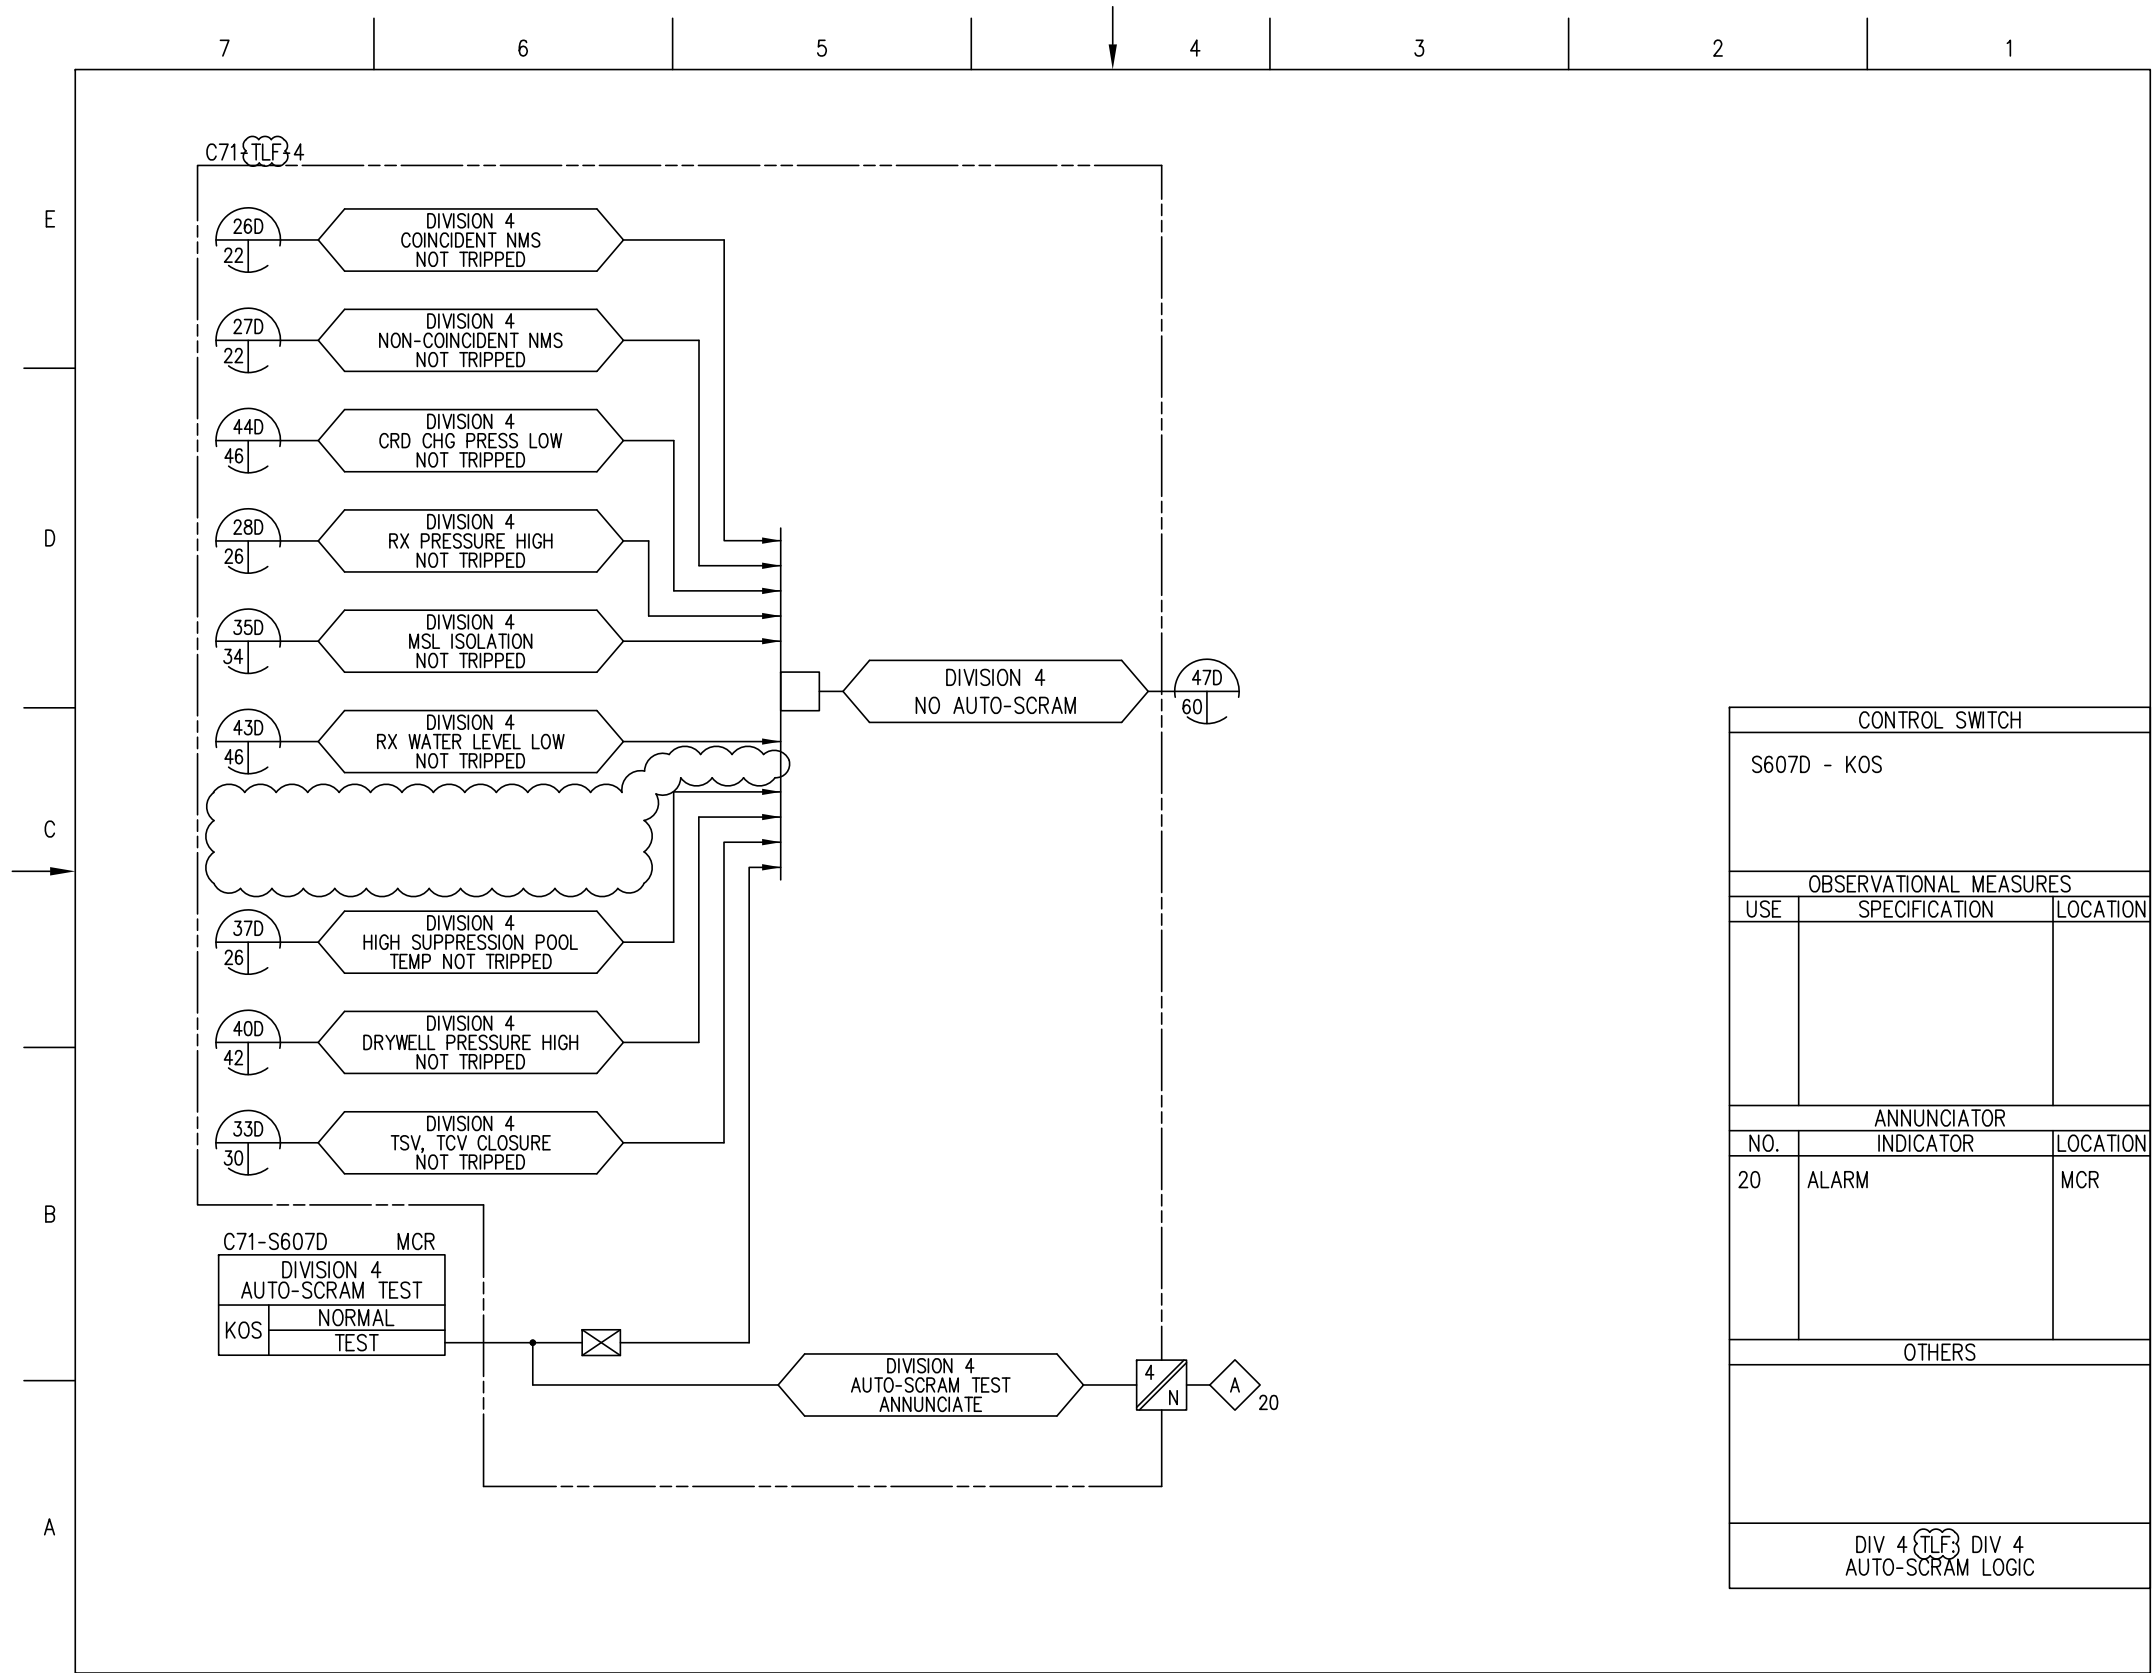 7 6 5 4 3 2 1
C71-TLF-4
E
26D
22
DIVISION 4
COINCIDENT NMS
NOT TRIPPED
27D
22
DIVISION 4
NON-COINCIDENT NMS
NOT TRIPPED
44D
46
DIVISION 4
CRD CHG PRESS LOW
NOT TRIPPED
D
28D
26
DIVISION 4
RX PRESSURE HIGH
NOT TRIPPED
35D
34
DIVISION 4
MSL ISOLATION
NOT TRIPPED
DIVISION 4
NO AUTO-SCRAM
47D
60
43D
46
DIVISION 4
RX WATER LEVEL LOW
NOT TRIPPED
C
37D
26
DIVISION 4
HIGH SUPPRESSION POOL
TEMP NOT TRIPPED
40D
42
DIVISION 4
DRYWELL PRESSURE HIGH
NOT TRIPPED
33D
30
DIVISION 4
TSV, TCV CLOSURE
NOT TRIPPED
B
C71-S607D MCR
DIVISION 4
AUTO-SCRAM TEST
KOS
NORMAL
TEST
DIVISION 4
AUTO-SCRAM TEST
ANNUNCIATE
4
N
A
20
A
CONTROL SWITCH
S607D - KOS
OBSERVATIONAL MEASURES
USE SPECIFICATION LOCATION
ANNUNCIATOR
NO. INDICATOR LOCATION
20 ALARM MCR
OTHERS
DIV 4 TLF: DIV 4
AUTO-SCRAM LOGIC